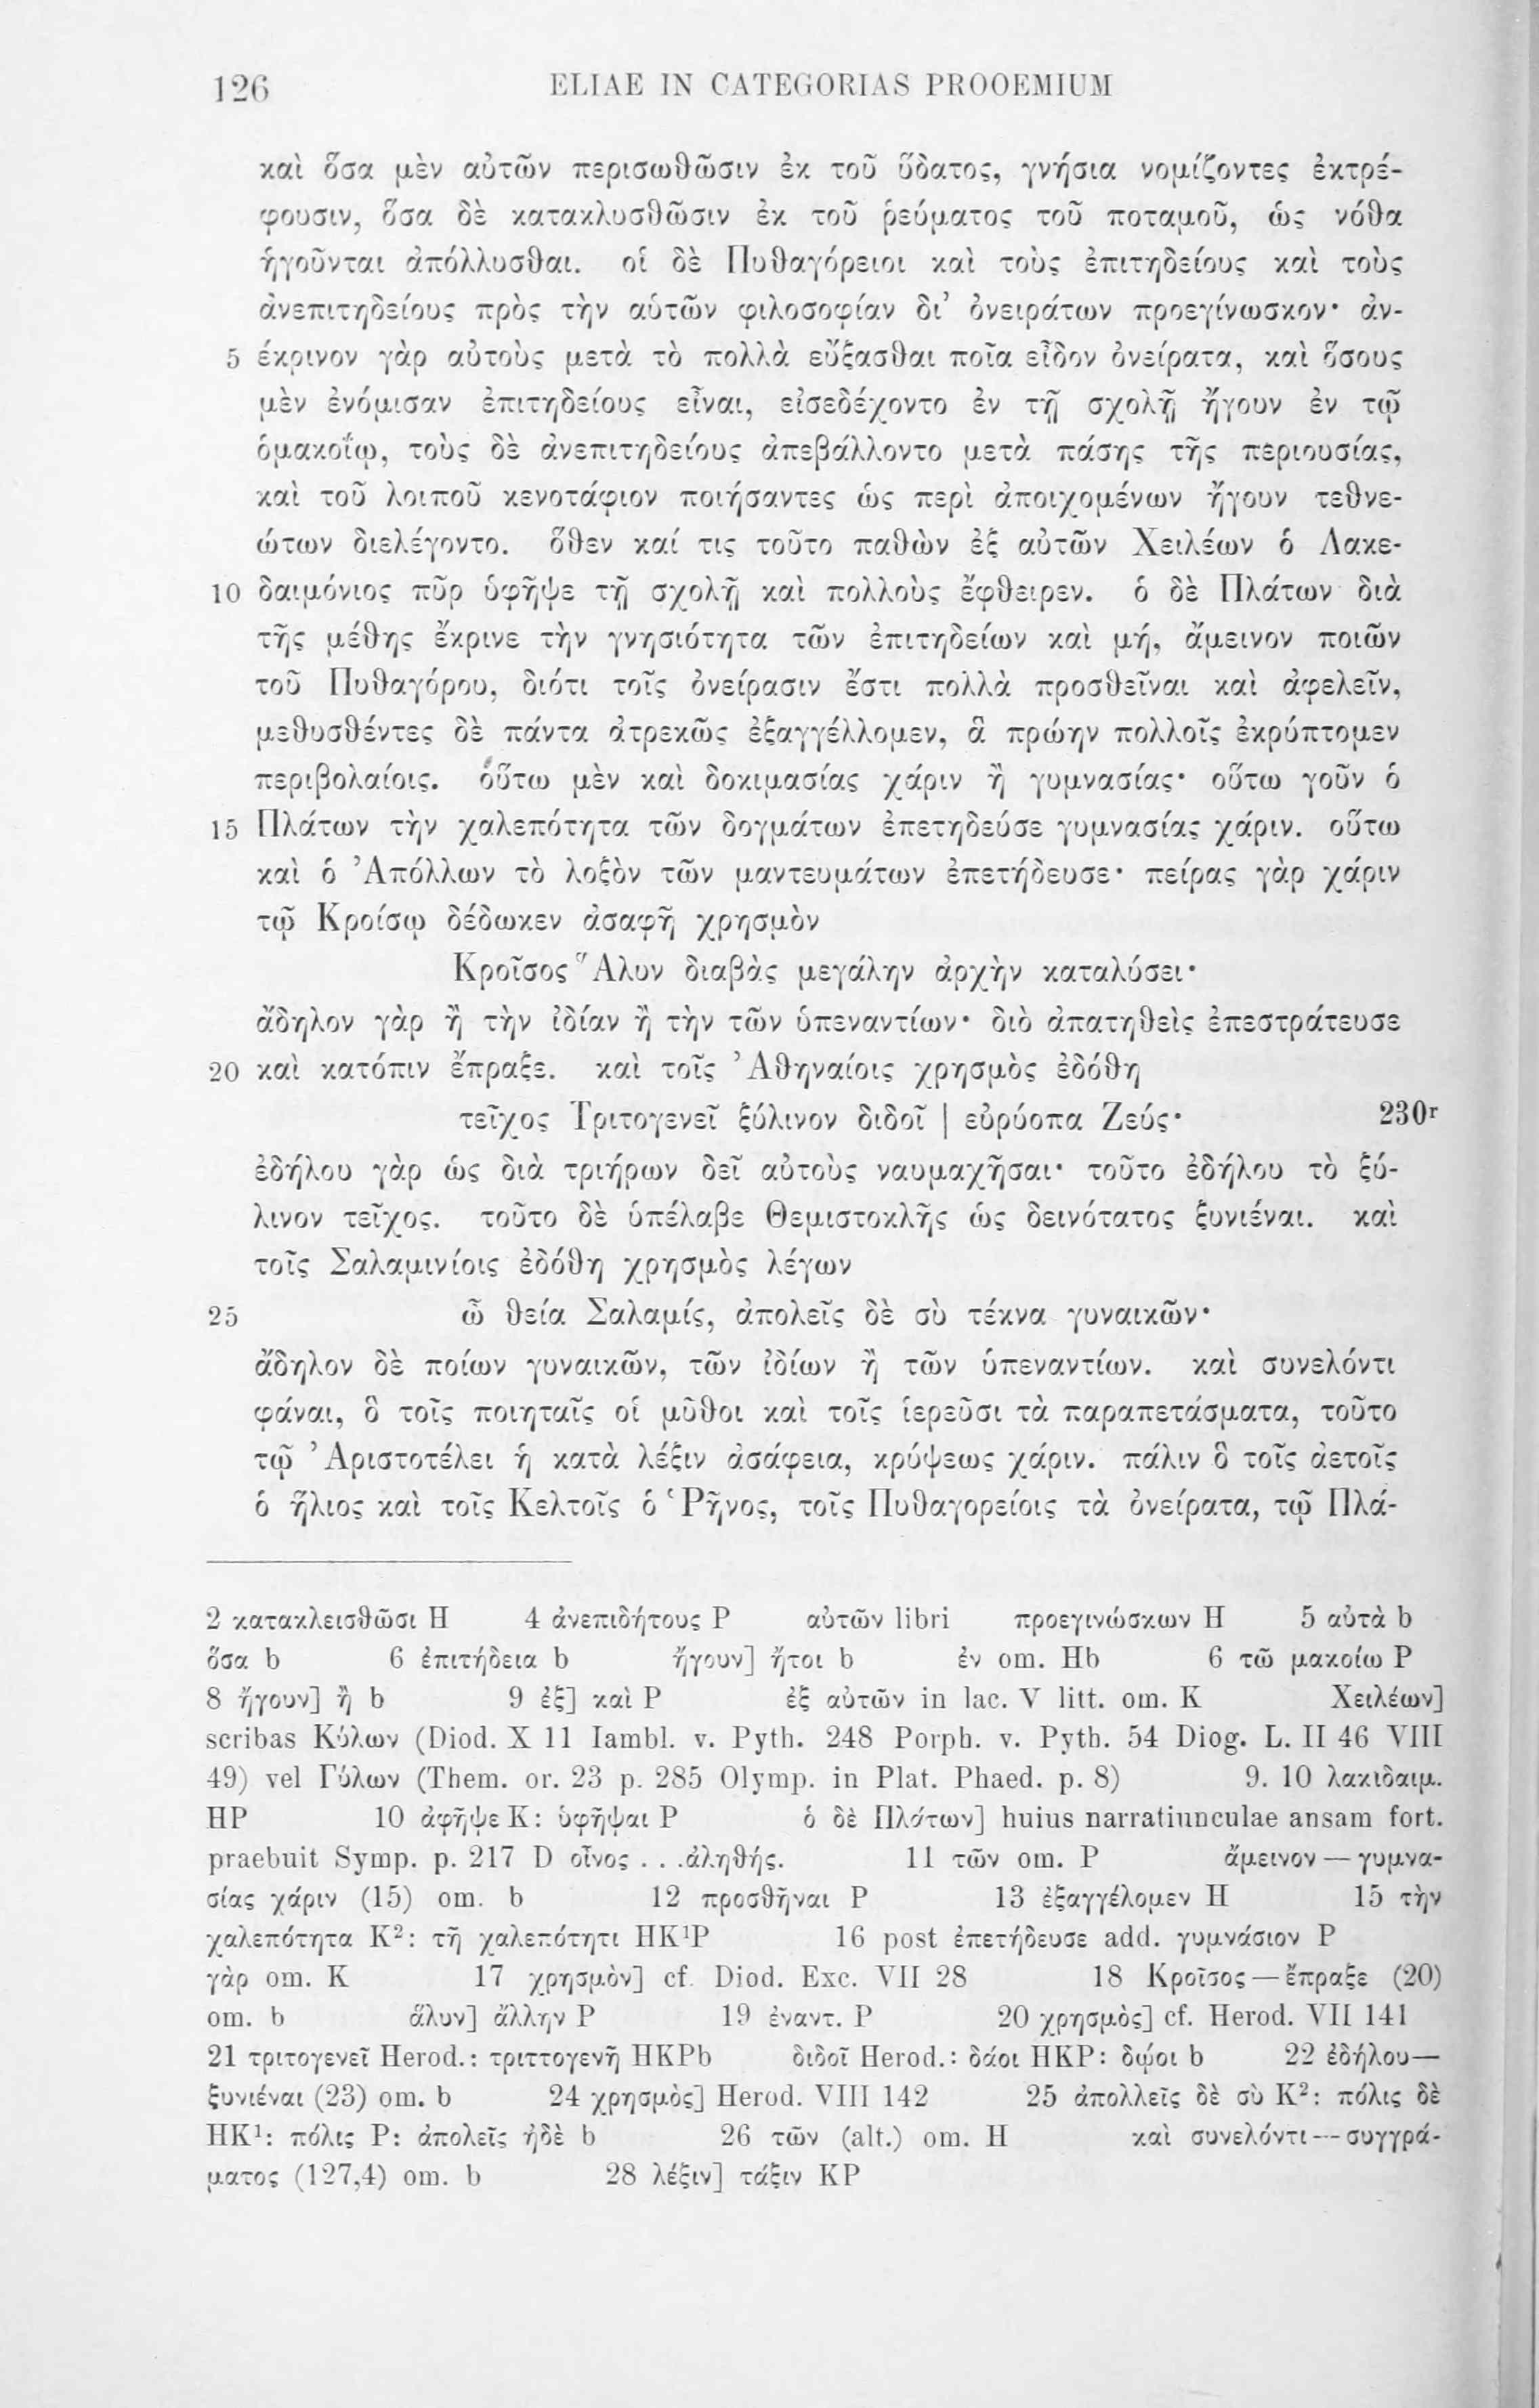 126 ELIAE IN CATEGORIAS PROOEMIUM
καὶ ὅσα μὲν αὐτῶν περισωθῶσιν ἐκ τοῦ ὕδατος, γνήσια νομίζοντες ἐκτρέ-
φουσιν, ὅσα δὲ κατακλυσθῶσιν ἐκ τοῦ ῥεύματος τοῦ ποταμοῦ, ὡς νόθα
ἡγοῦνται ἀπόλλυσθαι. οἱ δὲ Πυθαγόρειοι καὶ τοὺς ἐπιτηδείους καὶ τοὺς
ἀνεπιτηδείους πρὸς τὴν αὑτῶν φιλοσοφίαν δι' ὀνειράτων προεγίνωσκον· ἀν-
5 έκρινον γὰρ αὐτοὺς μετὰ τὸ πολλὰ εὔξασθαι ποῖα εἶδον ὀνείρατα, καὶ ὅσους
μὲν ἐνόμισαν ἐπιτηδείους εἶναι, εἰσεδέχοντο ἐν τῇ σχολῇ ἤγουν ἐν τῷ
ὁμακοΐῳ, τοὺς δὲ ἀνεπιτηδείους ἀπεβάλλοντο μετὰ πάσης τῆς περιουσίας,
καὶ τοῦ λοιποῦ κενοτάφιον ποιήσαντες ὡς περὶ ἀποιχομένων ἤγουν τεθνε-
ώτων διελέγοντο. ὅθεν καί τις τοῦτο παθὼν ἐξ αὐτῶν Χειλέων ὁ Λακε-
10 δαιμόνιος πῦρ ὑφῆψε τῇ σχολῇ καὶ πολλοὺς ἔφθειρεν. ὁ δὲ Πλάτων διὰ
τῆς μέθης ἔκρινε τὴν γνησιότητα τῶν ἐπιτηδείων καὶ μή, ἄμεινον ποιῶν
τοῦ Πυθαγόρου, διότι τοῖς ὀνείρασιν ἔστι πολλὰ προσθεῖναι καὶ ἀφελεῖν,
μεθυσθέντες δὲ πάντα ἀτρεκῶς ἐξαγγέλλομεν, ἃ πρώην πολλοῖς ἐκρύπτομεν
περιβολαίοις. οὕτω μὲν καὶ δοκιμασίας χάριν ἢ γυμνασίας· οὕτω γοῦν ὁ
15 Πλάτων τὴν χαλεπότητα τῶν δογμάτων ἐπετηδεύσε γυμνασίας χάριν. οὕτω
καὶ ὁ Ἀπόλλων τὸ λοξὸν τῶν μαντευμάτων ἐπετήδευσε· πείρας γὰρ χάριν
τῷ Κροίσῳ δέδωκεν ἀσαφῆ χρησμὸν
Κροῖσος Ἅλυν διαβὰς μεγάλην ἀρχὴν καταλύσει·
ἄδηλον γὰρ ἢ τὴν ἰδίαν ἢ τὴν τῶν ὑπεναντίων· διὸ ἀπατηθεὶς ἐπεστράτευσε
20 καὶ κατόπιν ἔπραξε. καὶ τοῖς Ἀθηναίοις χρησμὸς ἐδόθη
τεῖχος Τριτογενεῖ ξύλινον διδοῖ | εὐρύοπα Ζεύς· 230r
ἐδήλου γὰρ ὡς διὰ τριήρων δεῖ αὐτοὺς ναυμαχῆσαι· τοῦτο ἐδήλου τὸ ξύ-
λινον τεῖχος. τοῦτο δὲ ὑπέλαβε Θεμιστοκλῆς ὡς δεινότατος ξυνιέναι. καὶ
τοῖς Σαλαμινίοις ἐδόθη χρησμὸς λέγων
25 ὦ θεία Σαλαμίς, ἀπολεῖς δὲ σὺ τέκνα γυναικῶν·
ἄδηλον δὲ ποίων γυναικῶν, τῶν ἰδίων ἢ τῶν ὑπεναντίων. καὶ συνελόντι
φάναι, ὃ τοῖς ποιηταῖς οἱ μῦθοι καὶ τοῖς ἱερεῦσι τὰ παραπετάσματα, τοῦτο
τῷ Ἀριστοτέλει ἡ κατὰ λέξιν ἀσάφεια, κρύψεως χάριν. πάλιν ὃ τοῖς ἀετοῖς
ὁ ἥλιος καὶ τοῖς Κελτοῖς ὁ Ῥῆνος, τοῖς Πυθαγορείοις τὰ ὀνείρατα, τῷ Πλά-
2 κατακλεισθῶσι H 4 ἀνεπιδήτους P αὐτῶν libri προεγινώσκων H 5 αὐτὰ b
ὅσα b 6 ἐπιτήδεια b ἤγουν] ἤτοι b ἐν om. Hb 6 τῶ μακοίω P
8 ἤγουν] ἢ b 9 ἐξ] καὶ P ἐξ αὐτῶν in lac. V litt. om. K Χειλέων]
scribas Κύλων (Diod. X 11 Iambl. v. Pyth. 248 Porph. v. Pyth. 54 Diog. L. II 46 VIII
49) vel Γύλων (Them. or. 23 p. 285 Olymp. in Plat. Phaed. p. 8) 9. 10 λακιδαιμ.
HP 10 ἀφῆψε K: ὑφῆψαι P ὁ δὲ Πλάτων] huius narratiunculae ansam fort.
praebuit Symp. p. 217 D οἶνος . . .ἀληθής. 11 τῶν om. P ἄμεινον — γυμνα-
σίας χάριν (15) om. b 12 προσθῆναι P 13 ἐξαγγέλομεν H 15 τὴν
χαλεπότητα K²: τῆ χαλεπότητι HK¹P 16 post ἐπετήδευσε add. γυμνάσιον P
γὰρ om. K 17 χρησμὸν] cf. Diod. Exc. VII 28 18 Κροῖσος — ἔπραξε (20)
om. b ἅλυν] ἄλλην P 19 ἐναντ. P 20 χρησμὸς] cf. Herod. VII 141
21 τριτογενεῖ Herod.: τριττογενῆ HKPb διδοῖ Herod.: δάοι HKP: δῴοι b 22 ἐδήλου—
ξυνιέναι (23) om. b 24 χρησμὸς] Herod. VIII 142 25 ἀπολλεῖς δὲ σὺ K²: πόλις δὲ
HK¹: πόλις P: ἀπολεῖς ἠδὲ b 26 τῶν (alt.) om. H καὶ συνελόντι — συγγρά-
ματος (127,4) om. b 28 λέξιν] τάξιν KP